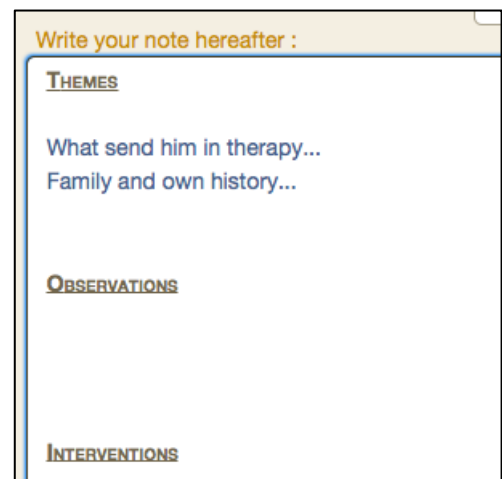 Write your note hereafter :
THEMES
What send him in therapy...
Family and own history...
OBSERVATIONS
INTERVENTIONS